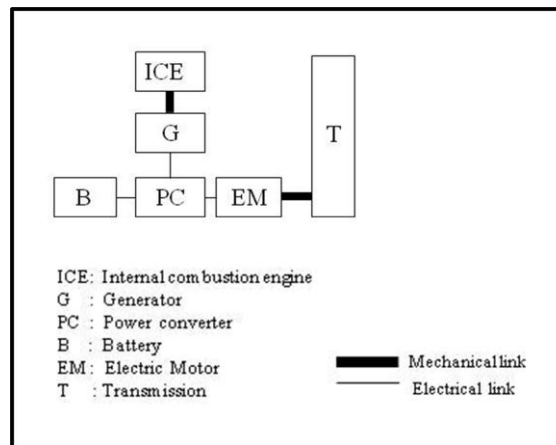 ICE
G
T
B
PC
EM
ICE: Internal combustion engine
G : Generator
PC : Power converter
B : Battery
EM : Electric Motor
T : Transmission
Mechanical link
Electrical link